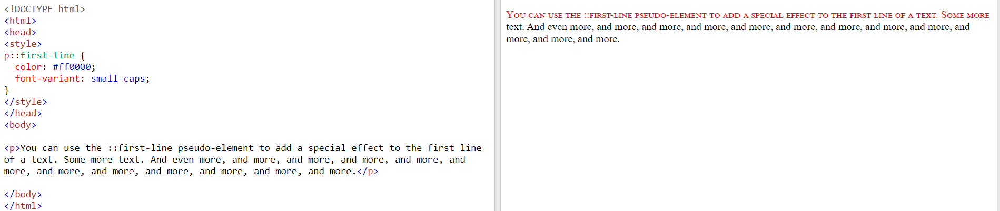 <!DOCTYPE html>
<html>
<head>
<style>
p::first-line {
  color: #ff0000;
  font-variant: small-caps;
}
</style>
</head>
<body>

<p>You can use the ::first-line pseudo-element to add a special effect to the first line
of a text. Some more text. And even more, and more, and more, and more, and more, and
more, and more, and more, and more, and more, and more, and more.</p>

</body>
</html>
You can use the ::first-line pseudo-element to add a special effect to the first line of a text. Some more
text. And even more, and more, and more, and more, and more, and more, and more, and more, and more, and
more, and more, and more.